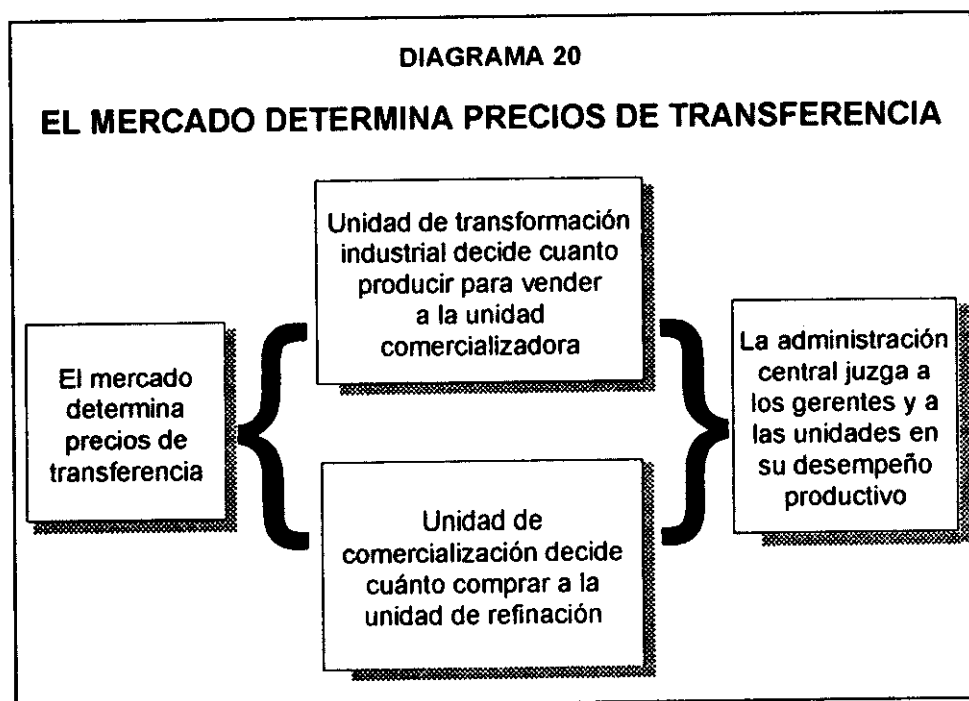 DIAGRAMA 20
EL MERCADO DETERMINA PRECIOS DE TRANSFERENCIA
El mercado
determina
precios de
transferencia
Unidad de transformación
industrial decide cuanto
producir para vender
a la unidad
comercializadora
Unidad de
comercialización decide
cuánto comprar a la
unidad de refinación
La administración
central juzga a
los gerentes y a
las unidades en
su desempeño
productivo